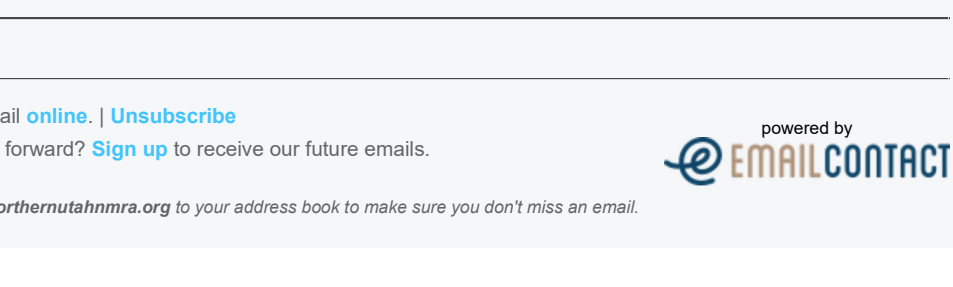 ail online. | Unsubscribe
forward? Sign up to receive our future emails.
powered by
EMAILCONTACT
orthernutahnmra.org to your address book to make sure you don't miss an email.